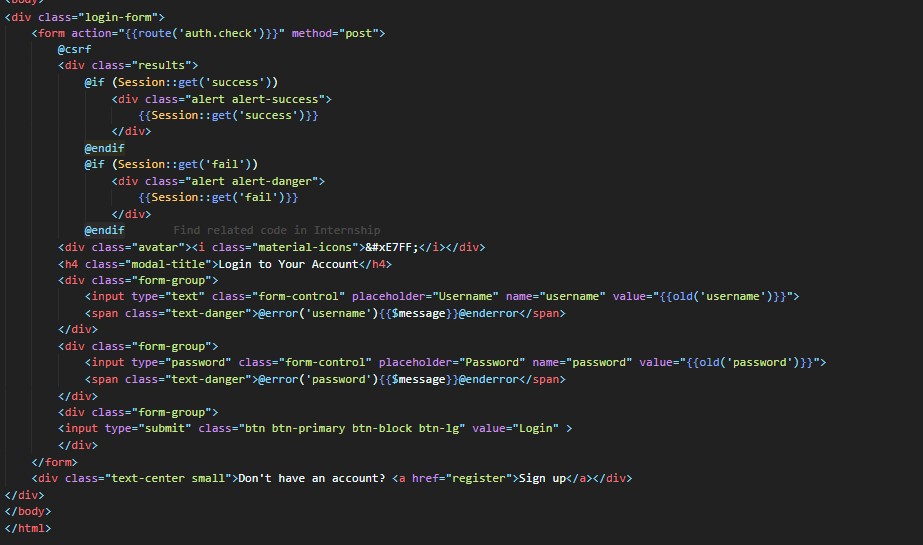 <body>
<div class="login-form">
<form action="{{route('auth.check')}}" method="post">
@csrf
<div class="results">
@if (Session::get('success'))
<div class="alert alert-success">
{{Session::get('success')}}
</div>
@endif
@if (Session::get('fail'))
<div class="alert alert-danger">
{{Session::get('fail')}}
</div>
@endif Find related code in Internship
<div class="avatar"><i class="material-icons">&#xE7FF;</i></div>
<h4 class="modal-title">Login to Your Account</h4>
<div class="form-group">
<input type="text" class="form-control" placeholder="Username" name="username" value="{{old('username')}}">
<span class="text-danger">@error('username'){{$message}}@enderror</span>
</div>
<div class="form-group">
<input type="password" class="form-control" placeholder="Password" name="password" value="{{old('password')}}">
<span class="text-danger">@error('password'){{$message}}@enderror</span>
</div>
<div class="form-group">
<input type="submit" class="btn btn-primary btn-block btn-lg" value="Login" >
</div>
</form>
<div class="text-center small">Don't have an account? <a href="register">Sign up</a></div>
</div>
</body>
</html>